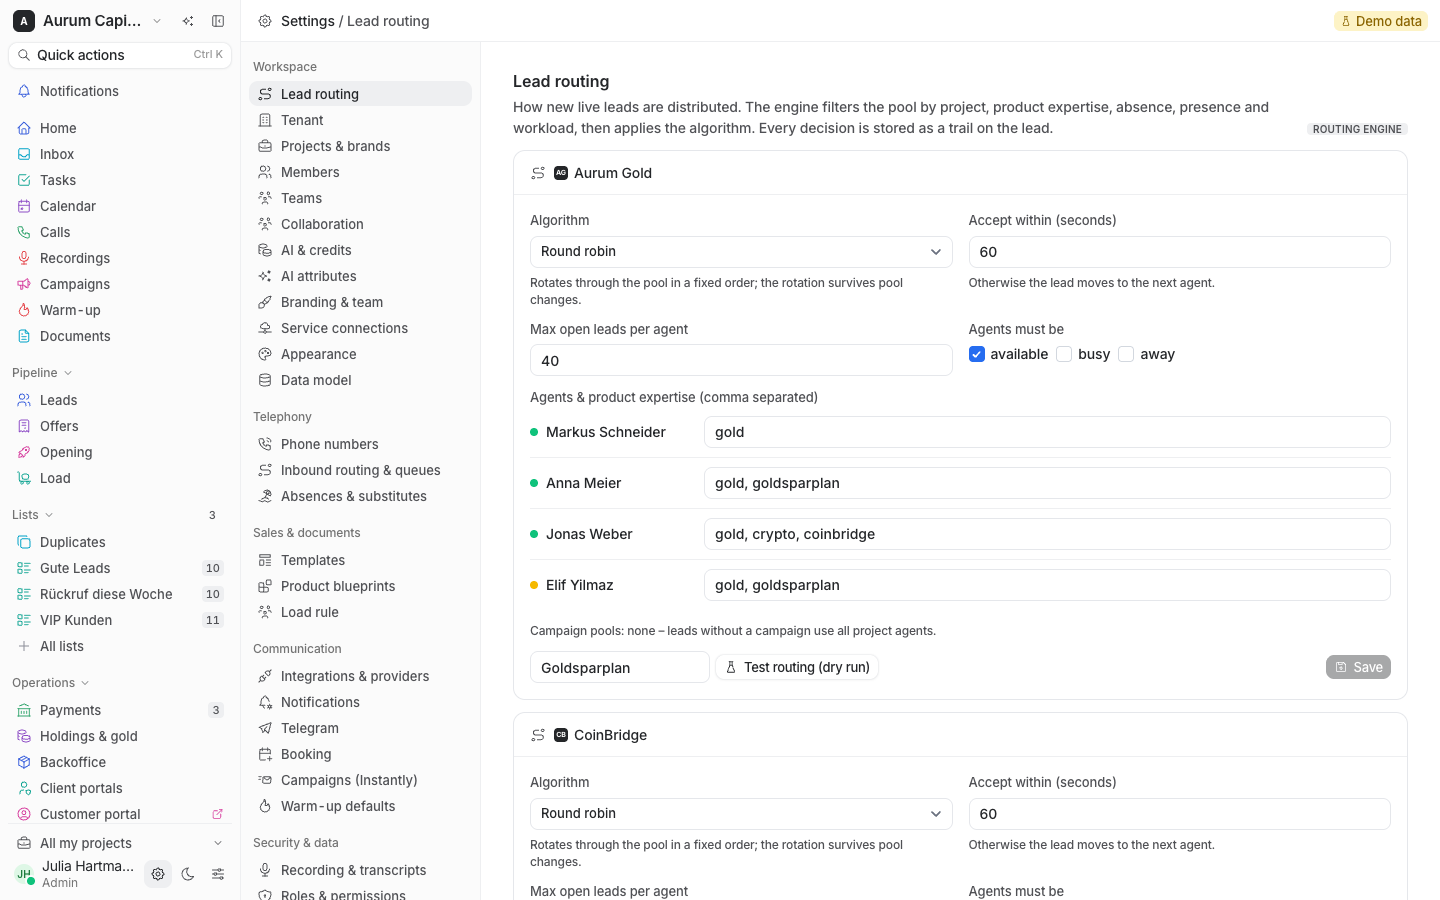 A Aurum Capi...
Quick actions Ctrl K
Notifications
Home
Inbox
Tasks
Calendar
Calls
Recordings
Campaigns
Warm-up
Documents
Pipeline
Leads
Offers
Opening
Load
Lists 3
Duplicates
Gute Leads 10
Rückruf diese Woche 10
VIP Kunden 11
All lists
Operations
Payments 3
Holdings & gold
Backoffice
Client portals
Customer portal
All my projects
JH Julia Hartma...
Admin
Settings / Lead routing
Demo data
Workspace
Lead routing
Tenant
Projects & brands
Members
Teams
Collaboration
AI & credits
AI attributes
Branding & team
Service connections
Appearance
Data model
Telephony
Phone numbers
Inbound routing & queues
Absences & substitutes
Sales & documents
Templates
Product blueprints
Load rule
Communication
Integrations & providers
Notifications
Telegram
Booking
Campaigns (Instantly)
Warm-up defaults
Security & data
Recording & transcripts
Roles & permissions
Lead routing
How new live leads are distributed. The engine filters the pool by project, product expertise, absence, presence and
workload, then applies the algorithm. Every decision is stored as a trail on the lead.
ROUTING ENGINE
AG Aurum Gold
Algorithm
Round robin
Rotates through the pool in a fixed order; the rotation survives pool
changes.
Accept within (seconds)
60
Otherwise the lead moves to the next agent.
Max open leads per agent
40
Agents must be
available busy away
Agents & product expertise (comma separated)
Markus Schneider gold
Anna Meier gold, goldsparplan
Jonas Weber gold, crypto, coinbridge
Elif Yilmaz gold, goldsparplan
Campaign pools: none – leads without a campaign use all project agents.
Goldsparplan Test routing (dry run) Save
CB CoinBridge
Algorithm
Round robin
Rotates through the pool in a fixed order; the rotation survives pool
changes.
Accept within (seconds)
60
Otherwise the lead moves to the next agent.
Max open leads per agent
Agents must be